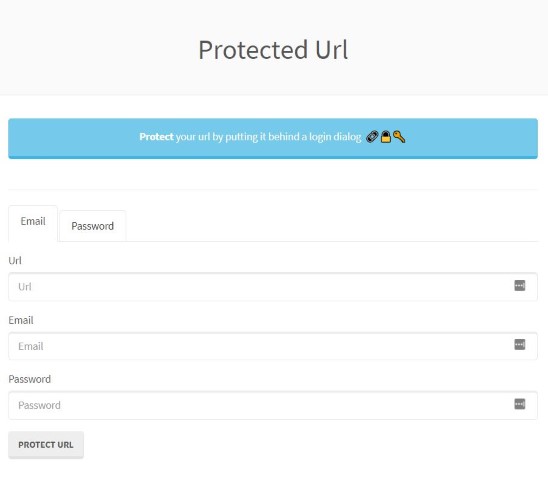 Protected Url
Protect your url by putting it behind a login dialog. 🔗🔒🔑
Email Password
Url
Url
Email
Email
Password
Password
PROTECT URL